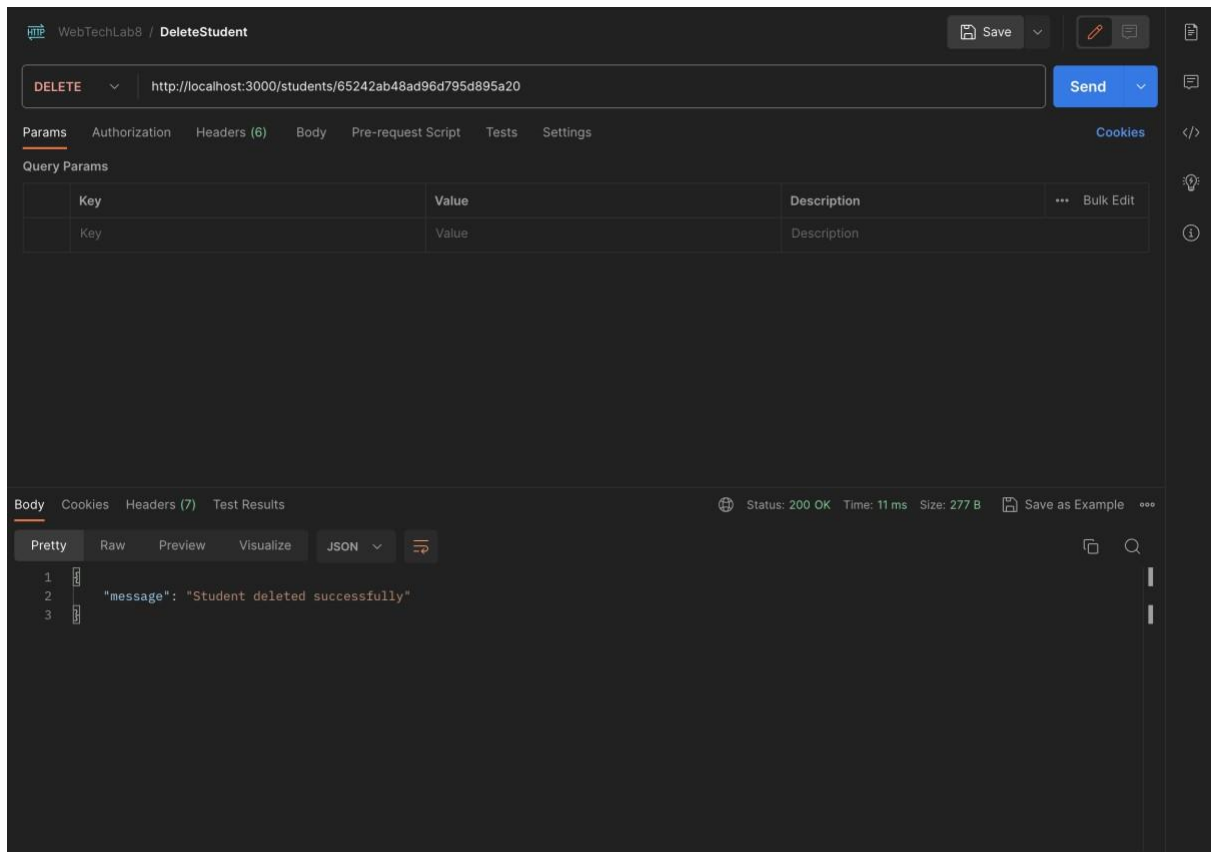 HTTP WebTechLab8 / DeleteStudent Save
DELETE http://localhost:3000/students/65242ab48ad96d795d895a20 Send
Params Authorization Headers (6) Body Pre-request Script Tests Settings Cookies
Query Params
Key Value Description ••• Bulk Edit
Key Value Description
Body Cookies Headers (7) Test Results Status: 200 OK Time: 11 ms Size: 277 B Save as Example
Pretty Raw Preview Visualize JSON
1 {
2 "message": "Student deleted successfully"
3 }